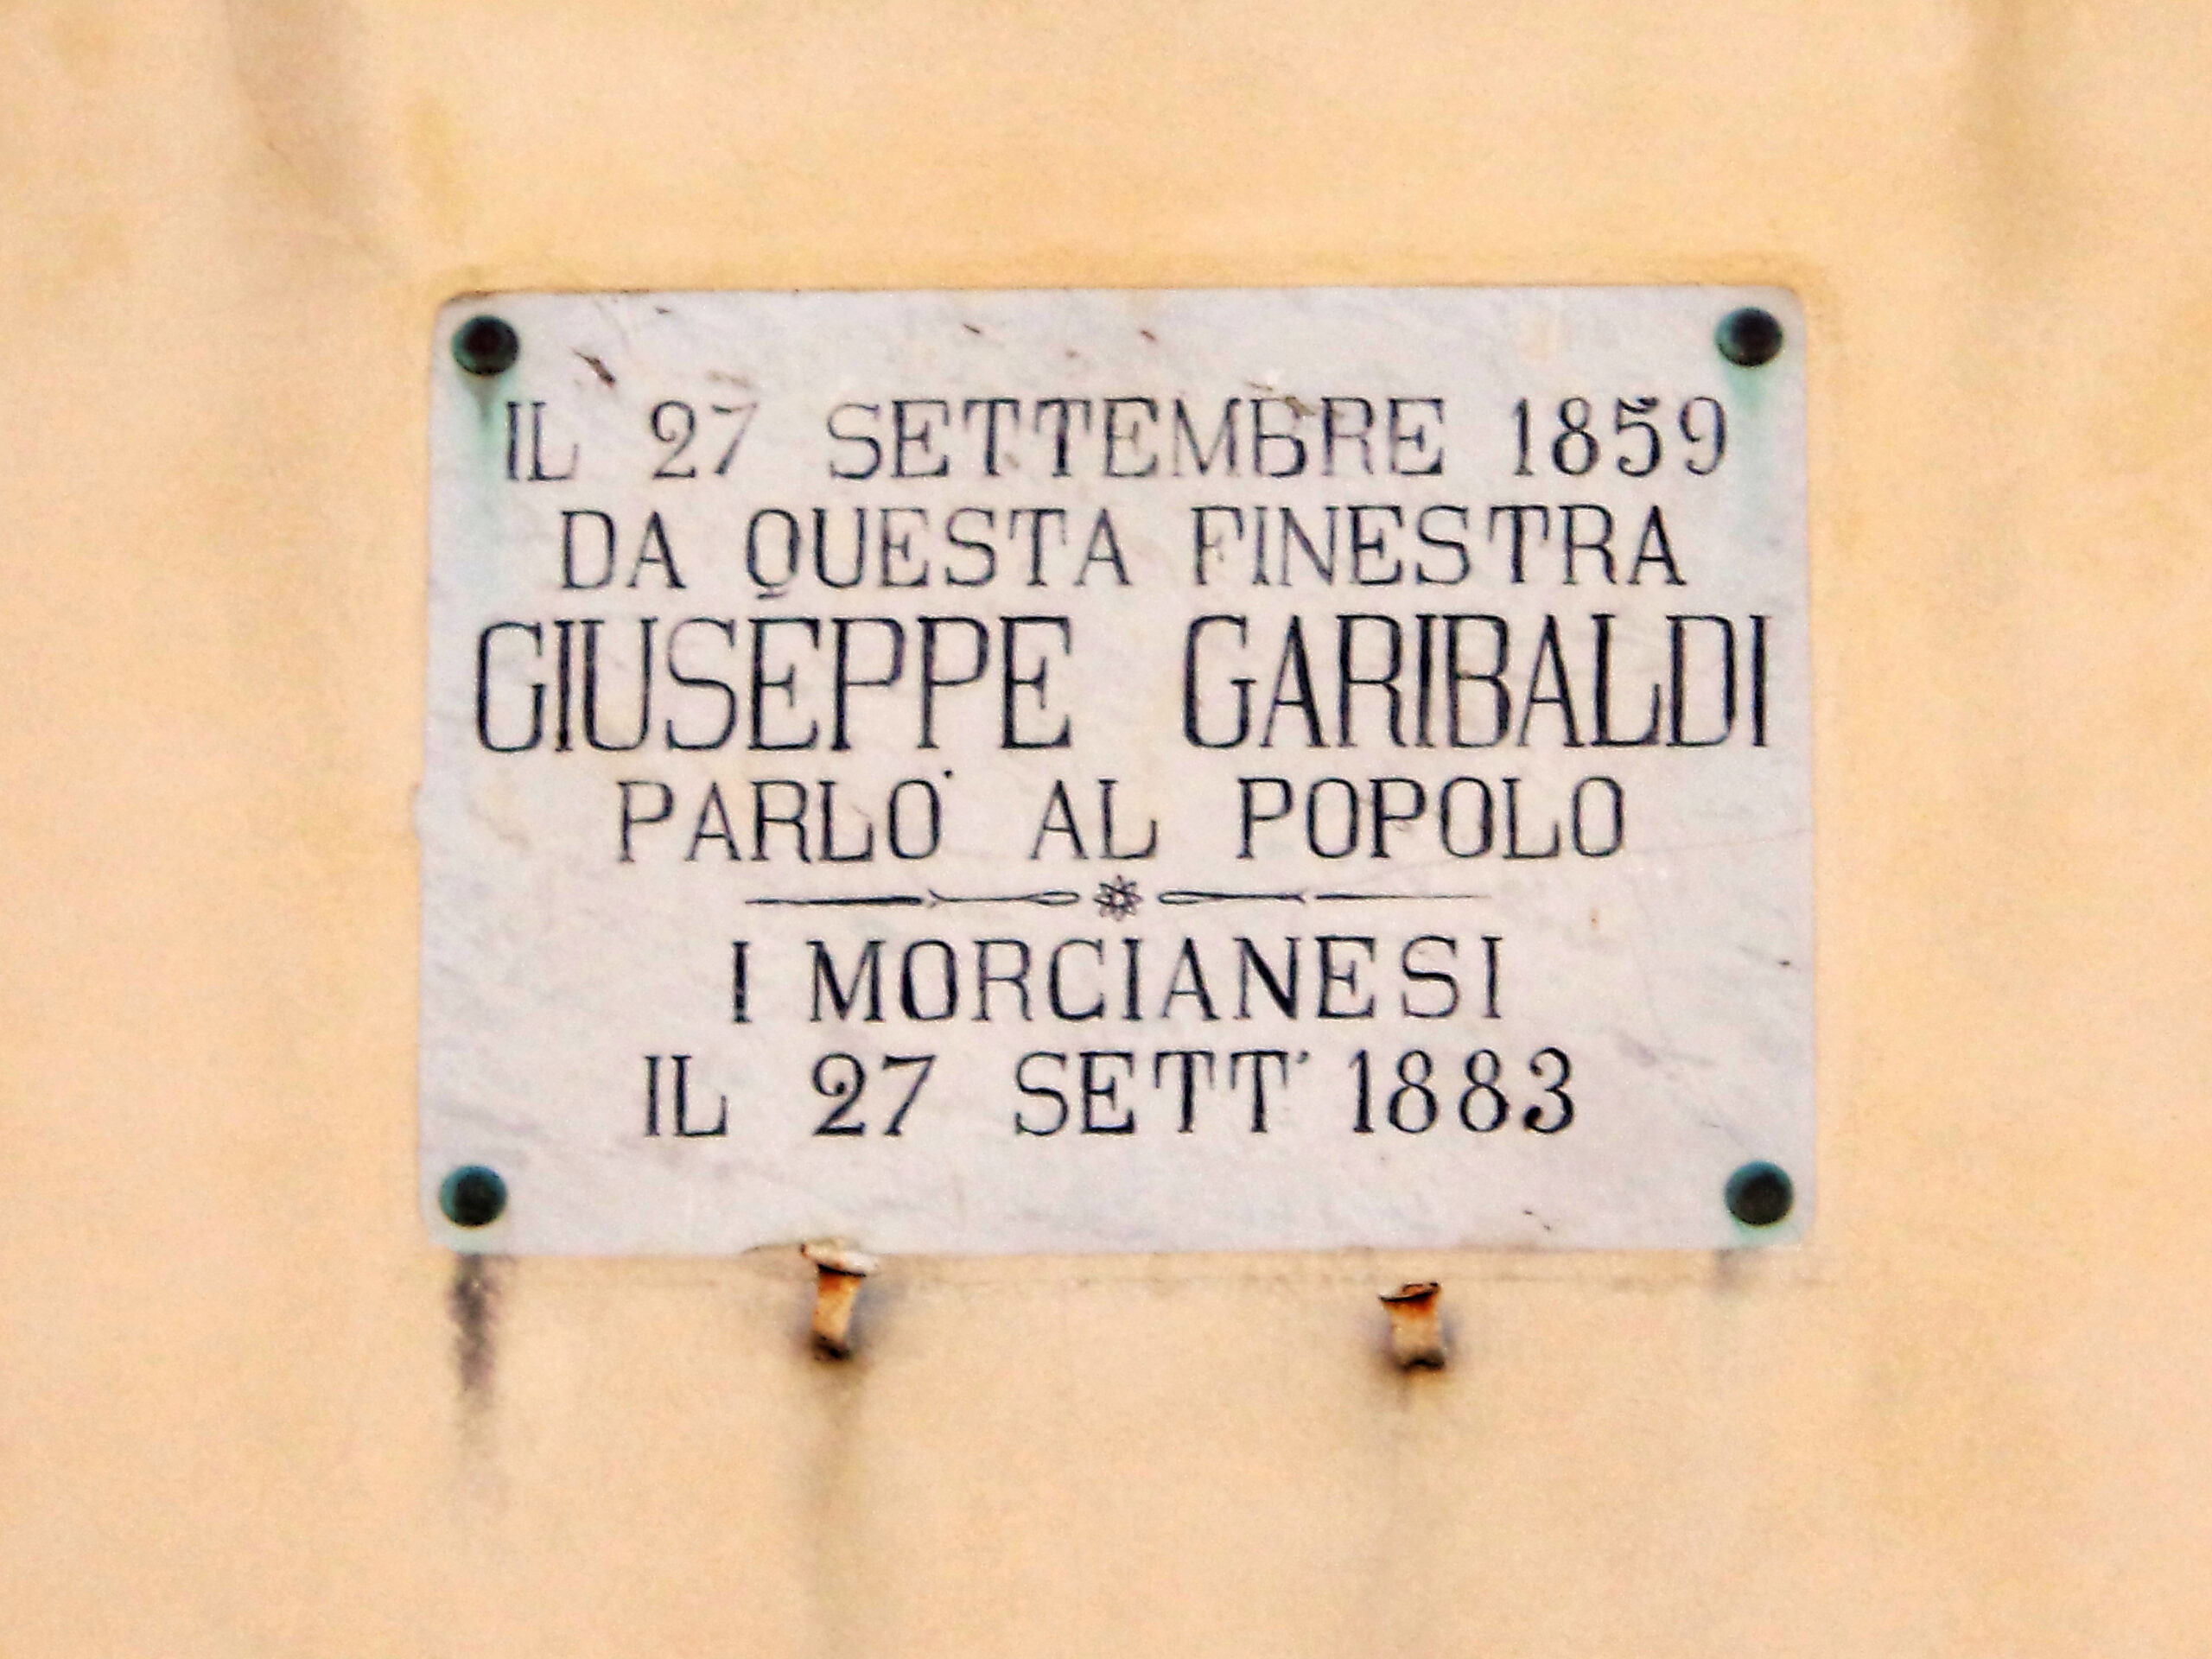 IL 27 SETTEMBRE 1859
DA QUESTA FINESTRA
GIUSEPPE GARIBALDI
PARLO' AL POPOLO
I MORCIANESI
IL 27 SETT' 1883